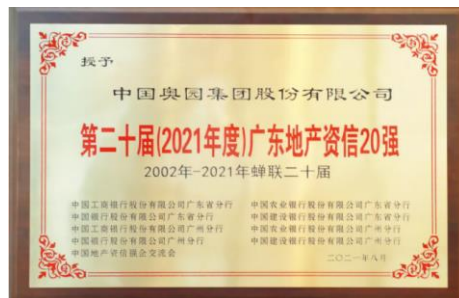 授予
中国奥园集团股份有限公司
第二十届(2021年度)广东地产资信20强
2002年-2021年蝉联二十届
中国工商银行股份有限公司广东省分行 中国农业银行股份有限公司广东省分行
中国银行股份有限公司广东省分行 中国建设银行股份有限公司广东省分行
中国工商银行股份有限公司广州分行 中国农业银行股份有限公司广州分行
中国银行股份有限公司广州分行 中国建设银行股份有限公司广州分行
中国地产资信强企交流会 二〇二一年八月